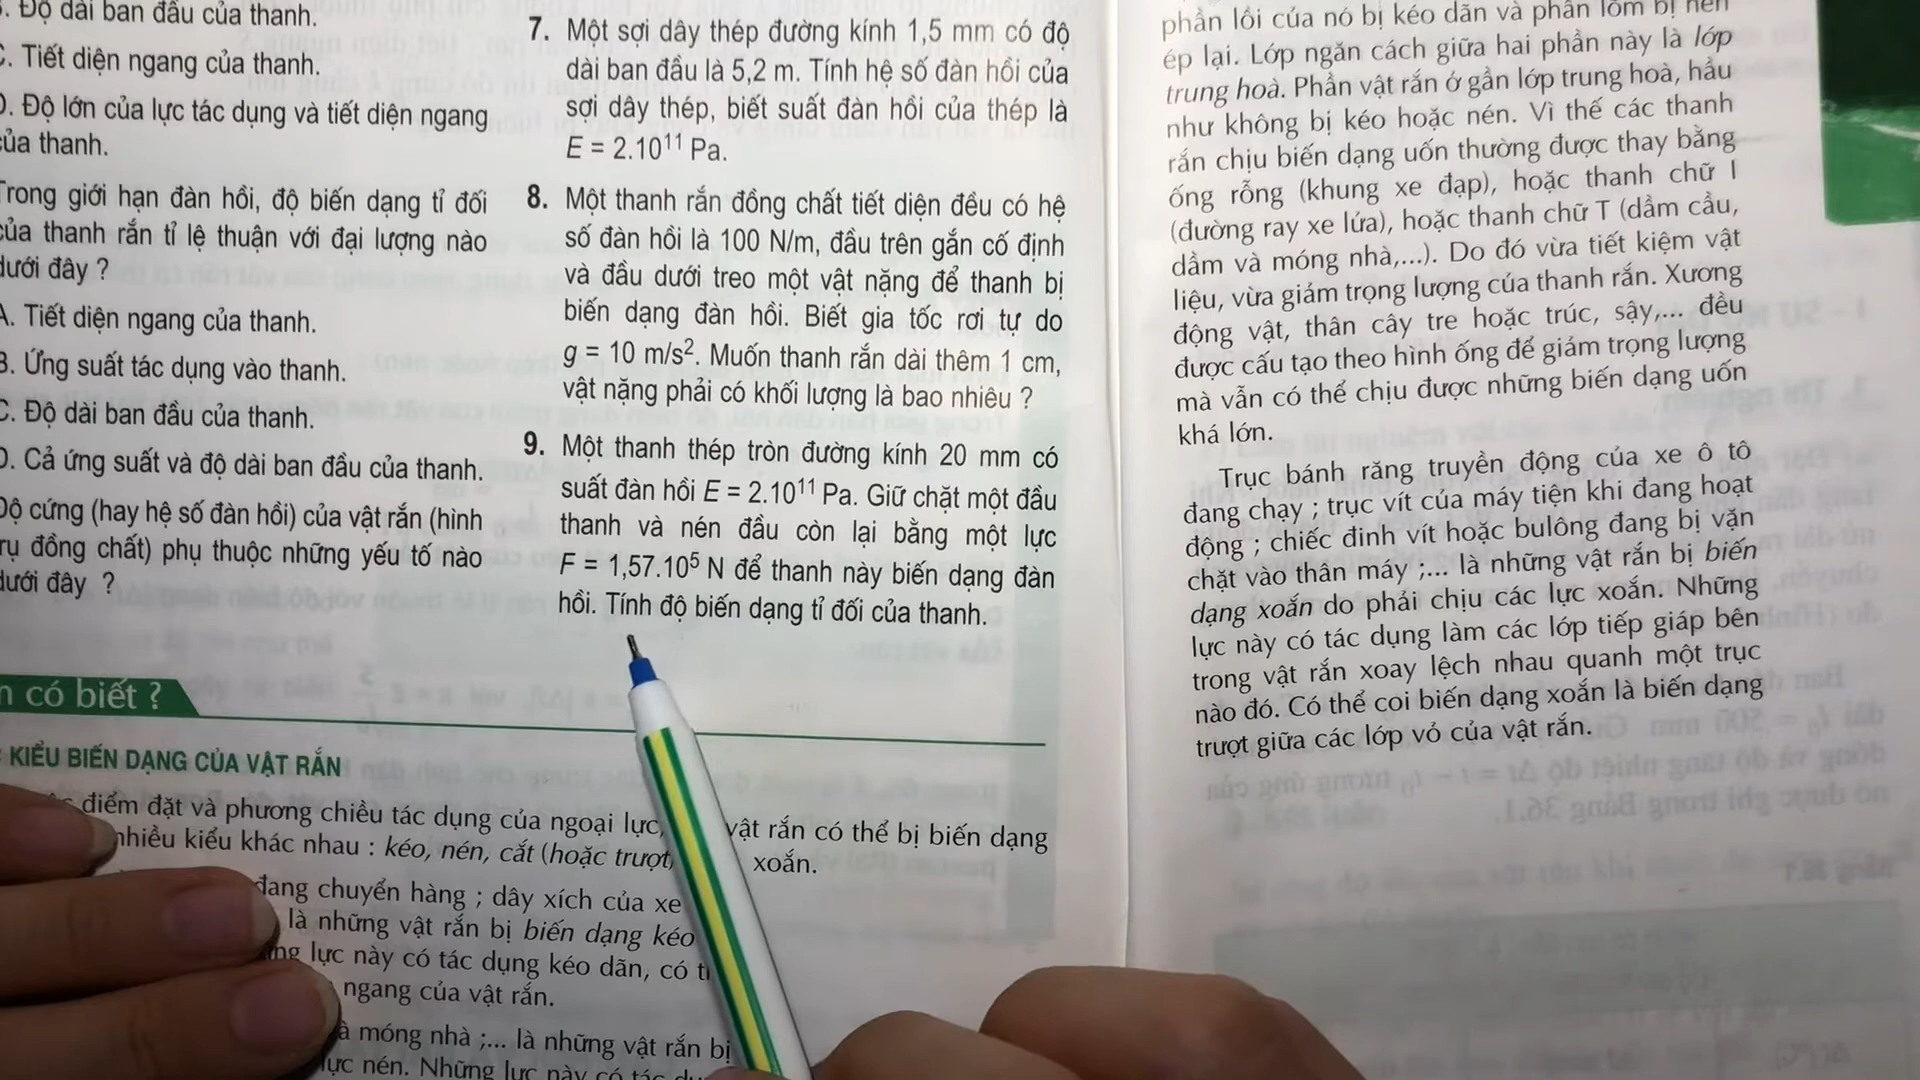 Độ dài ban đầu của thanh.
C. Tiết diện ngang của thanh.
D. Độ lớn của lực tác dụng và tiết diện ngang
của thanh.
Trong giới hạn đàn hồi, độ biến dạng tỉ đối
của thanh rắn tỉ lệ thuận với đại lượng nào
dưới đây ?
A. Tiết diện ngang của thanh.
B. Ứng suất tác dụng vào thanh.
C. Độ dài ban đầu của thanh.
D. Cả ứng suất và độ dài ban đầu của thanh.
Độ cứng (hay hệ số đàn hồi) của vật rắn (hình
trụ đồng chất) phụ thuộc những yếu tố nào
dưới đây ?
7. Một sợi dây thép đường kính 1,5 mm có độ
dài ban đầu là 5,2 m. Tính hệ số đàn hồi của
sợi dây thép, biết suất đàn hồi của thép là
E = 2.10¹¹ Pa.
8. Một thanh rắn đồng chất tiết diện đều có hệ
số đàn hồi là 100 N/m, đầu trên gắn cố định
và đầu dưới treo một vật nặng để thanh bị
biến dạng đàn hồi. Biết gia tốc rơi tự do
g = 10 m/s². Muốn thanh rắn dài thêm 1 cm,
vật nặng phải có khối lượng là bao nhiêu ?
9. Một thanh thép tròn đường kính 20 mm có
suất đàn hồi E = 2.10¹¹ Pa. Giữ chặt một đầu
thanh và nén đầu còn lại bằng một lực
F = 1,57.10⁵ N để thanh này biến dạng đàn
hồi. Tính độ biến dạng tỉ đối của thanh.
có biết ?
KIỂU BIẾN DẠNG CỦA VẬT RẮN
điểm đặt và phương chiều tác dụng của ngoại lực, vật rắn có thể bị biến dạng
nhiều kiểu khác nhau : kéo, nén, cắt (hoặc trượt) xoắn.
đang chuyển hàng ; dây xích của xe
là những vật rắn bị biến dạng kéo
lực này có tác dụng kéo dãn, có
ngang của vật rắn.
móng nhà ;... là những vật rắn bị
lực nén. Những lực này có tác
phần lồi của nó bị kéo dãn và phần lõm bị nén
ép lại. Lớp ngăn cách giữa hai phần này là lớp
trung hoà. Phần vật rắn ở gần lớp trung hoà, hầu
như không bị kéo hoặc nén. Vì thế các thanh
rắn chịu biến dạng uốn thường được thay bằng
ống rỗng (khung xe đạp), hoặc thanh chữ I
(đường ray xe lửa), hoặc thanh chữ T (dầm cầu,
dầm và móng nhà,...). Do đó vừa tiết kiệm vật
liệu, vừa giảm trọng lượng của thanh rắn. Xương
động vật, thân cây tre hoặc trúc, sậy,... đều
được cấu tạo theo hình ống để giảm trọng lượng
mà vẫn có thể chịu được những biến dạng uốn
khá lớn.
Trục bánh răng truyền động của xe ô tô
đang chạy ; trục vít của máy tiện khi đang hoạt
động ; chiếc đinh vít hoặc bulông đang bị vặn
chặt vào thân máy ;... là những vật rắn bị biến
dạng xoắn do phải chịu các lực xoắn. Những
lực này có tác dụng làm các lớp tiếp giáp bên
trong vật rắn xoay lệch nhau quanh một trục
nào đó. Có thể coi biến dạng xoắn là biến dạng
trượt giữa các lớp vỏ của vật rắn.